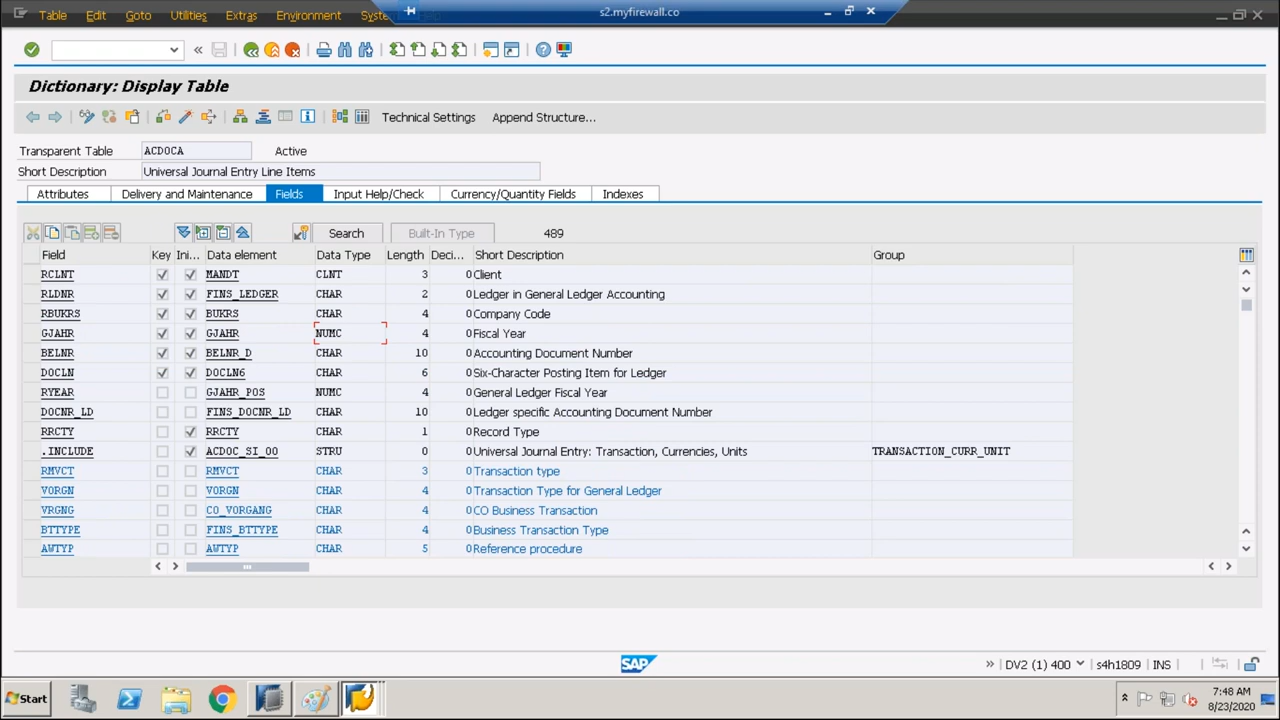 Table Edit Goto Utilities Extras Environment Syste Help s2.myfirewall.co
Dictionary: Display Table
Technical Settings Append Structure...
Transparent Table ACDOCA Active
Short Description Universal Journal Entry Line Items
Attributes Delivery and Maintenance Fields Input Help/Check Currency/Quantity Fields Indexes
Search Built-In Type 489
Field Key Ini... Data element Data Type Length Deci... Short Description Group
RCLNT MANDT CLNT 3 0 Client
RLDNR FINS_LEDGER CHAR 2 0 Ledger in General Ledger Accounting
RBUKRS BUKRS CHAR 4 0 Company Code
GJAHR GJAHR NUMC 4 0 Fiscal Year
BELNR BELNR_D CHAR 10 0 Accounting Document Number
DOCLN DOCLN6 CHAR 6 0 Six-Character Posting Item for Ledger
RYEAR GJAHR_POS NUMC 4 0 General Ledger Fiscal Year
DOCNR_LD FINS_DOCNR_LD CHAR 10 0 Ledger specific Accounting Document Number
RRCTY RRCTY CHAR 1 0 Record Type
.INCLUDE ACDOC_SI_00 STRU 0 0 Universal Journal Entry: Transaction, Currencies, Units TRANSACTION_CURR_UNIT
RMVCT RMVCT CHAR 3 0 Transaction type
VORGN VORGN CHAR 4 0 Transaction Type for General Ledger
VRGNG CO_VORGANG CHAR 4 0 CO Business Transaction
BTTYPE FINS_BTTYPE CHAR 4 0 Business Transaction Type
AWTYP AWTYP CHAR 5 0 Reference procedure
SAP DV2 (1) 400 s4h1809 INS
Start 7:48 AM
8/23/2020